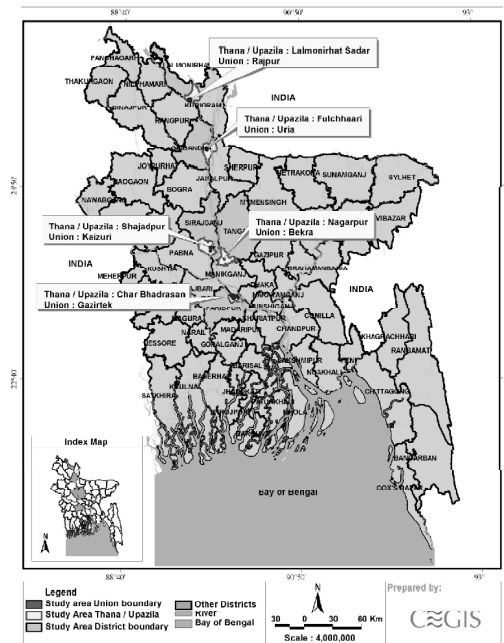 88°40' 90°50' 93°
Thana / Upazila : Lalmonirhat Sadar
Union : Rajpur
PANCHAGARH
THAKURGAON
NILPHAMARI
KURIGRAM
DINAJPUR
RANGPUR
INDIA
Thana / Upazila : Fulchhaari
Union : Uria
JOYPURHAT
SHERPUR
NETRAKONA
SUNAMGANJ
SYLHET
NAOGAON
BOGRA
JAMALPUR
MYMENSINGH
SIRAJGANJ
Thana / Upazila : Shajadpur
Union : Kaizuri
Thana / Upazila : Nagarpur
Union : Bekra
INDIA
PABNA
GAZIPUR
MEHERPUR
KUSHTIA
MANIKGANJ
DHAKA
INDIA
Thana / Upazila : Char Bhadrasan
Union : Gazirtek
MAGURA
SHARIATPUR
COMILLA
NARAIL
MADARIPUR
CHANDPUR
KHAGRACHHARI
JESSORE
GOPALGANJ
BARISAL
NOAKHALI
SATKHIRA
BHOLA
CHITTAGONG
BANDARBAN
COX'S BAZAR
Bay of Bengal
Index Map
N
88°40' 90°50' 93°
Legend
Study area Union boundary
Study Area Thana / Upazila
Study Area District boundary
Other Districts
River
Bay of Bengal
N
30 0 30 60 Km
Scale : 4,000,000
Prepared by:
CEGIS